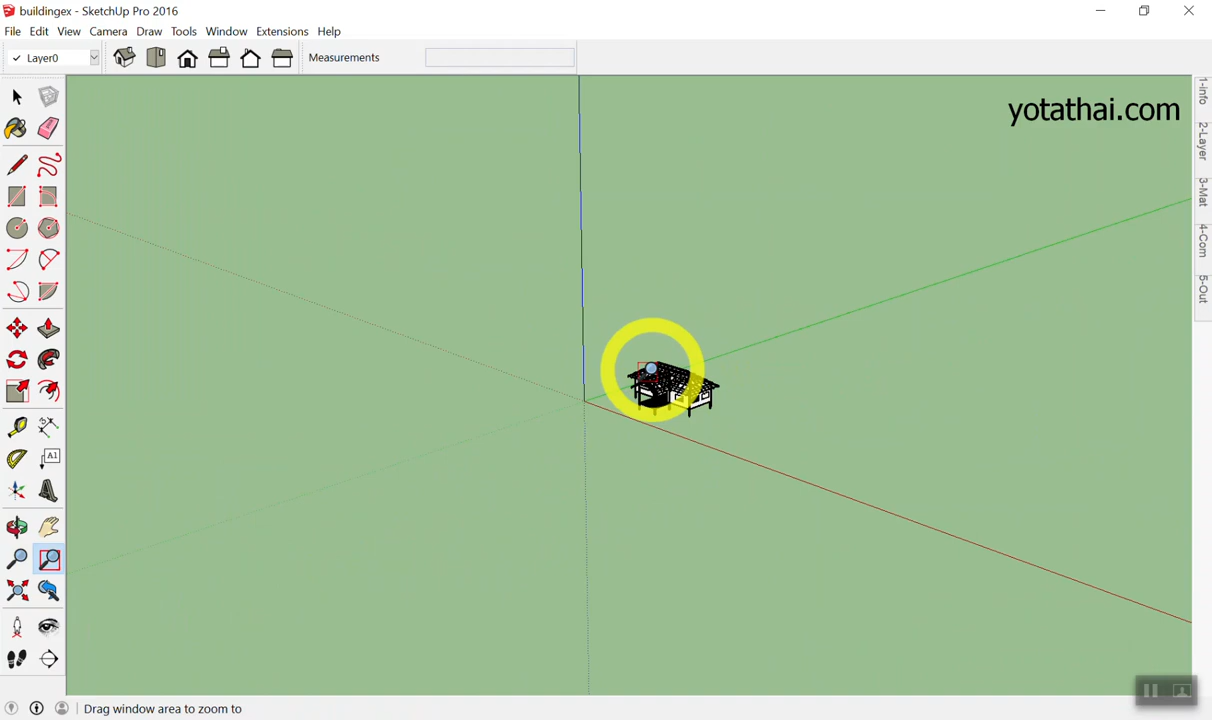 buildingex - SketchUp Pro 2016
File Edit View Camera Draw Tools Window Extensions Help
Layer0
Measurements
yotathai.com
1-Info
2-Layer
3-Mat
4-Com
5-Out
A1
Drag window area to zoom to